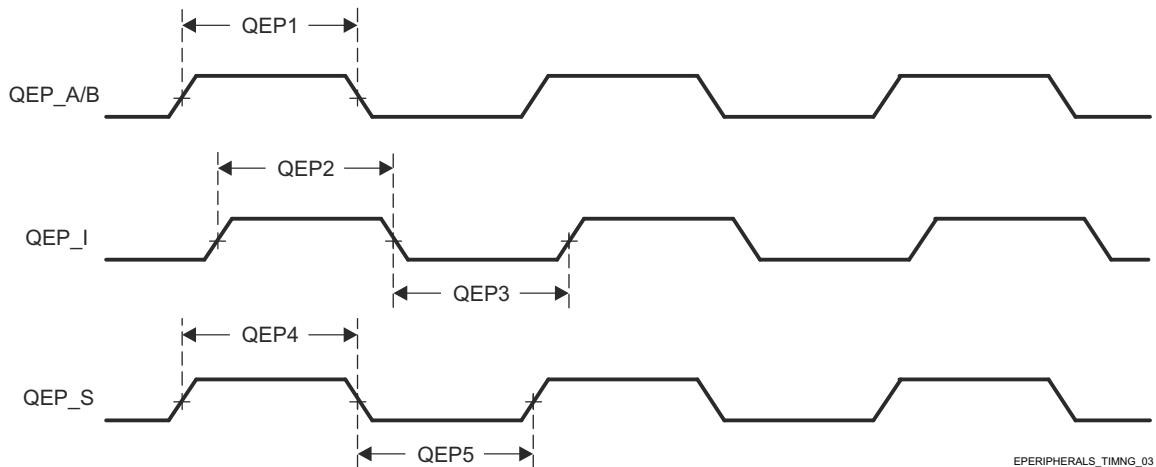 QEP1
QEP_A/B
QEP2
QEP_I
QEP3
QEP4
QEP_S
QEP5
EPERIPHERALS_TIMNG_03